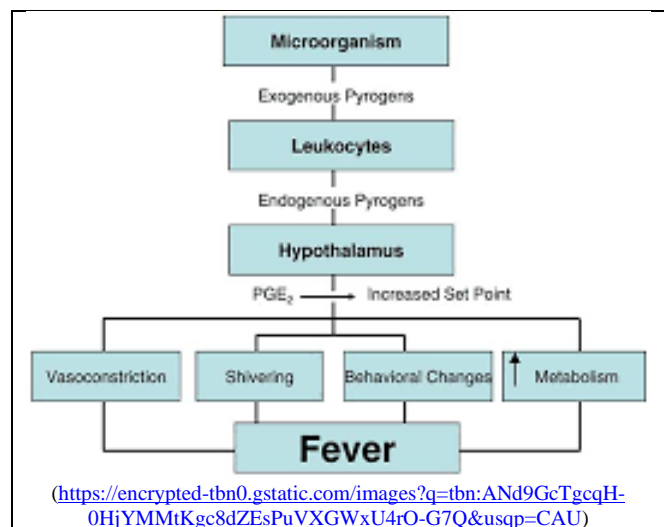 Microorganism
Exogenous Pyrogens
Leukocytes
Endogenous Pyrogens
Hypothalamus
PGE₂ Increased Set Point
Vasoconstriction Shivering Behavioral Changes Metabolism
Fever
(https://encrypted-tbn0.gstatic.com/images?q=tbn:ANd9GcTgcqH-
0HjYMMtKgc8dZEsPuVXGWxU4rO-G7Q&usqp=CAU)